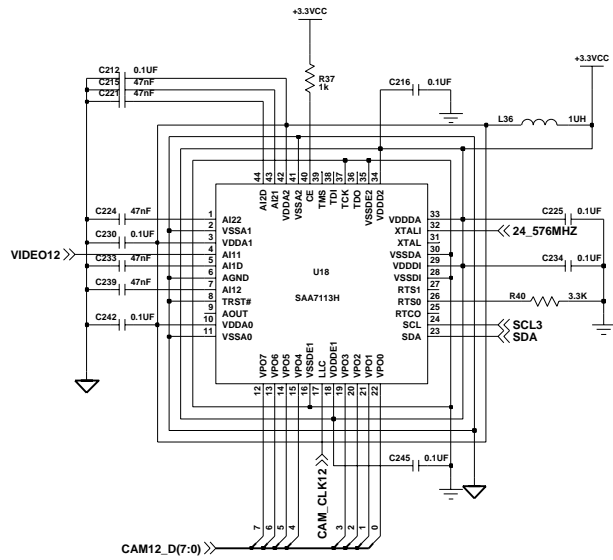 +3.3VCC
+3.3VCC
C212 0.1UF
C215 47nF
C221 47nF
R37
1k
C216 0.1UF
L36 1UH
44 43 42 41 40 39 38 37 36 35 34
AI2D AI21 VDDA2 VSSA2 CE TMS TDI TCK TDO VSSDE2 VDDD2
C224 47nF 1 AI22 VDDDA 33 C225 0.1UF
2 VSSA1 XTALI 32 24_576MHZ
C230 0.1UF 3 VDDA1 XTAL 31
VIDEO12 4 AI11 VSSDA 30
C233 47nF 5 AI1D VDDDI 29 C234 0.1UF
6 AGND VSSDI 28
U18
C239 47nF 7 AI12 RTS1 27
SAA7113H
8 TRST# RTS0 26 R40 3.3K
9 AOUT RTCO 25
C242 0.1UF 10 VDDA0 SCL 24 SCL3
11 VSSA0 SDA 23 SDA
VPO7 VPO6 VPO5 VPO4 VSSDE1 LLC VDDDE1 VPO3 VPO2 VPO1 VPO0
12 13 14 15 16 17 18 19 20 21 22
CAM_CLK12
C245 0.1UF
7 6 5 4 3 2 1 0
CAM12_D(7:0)